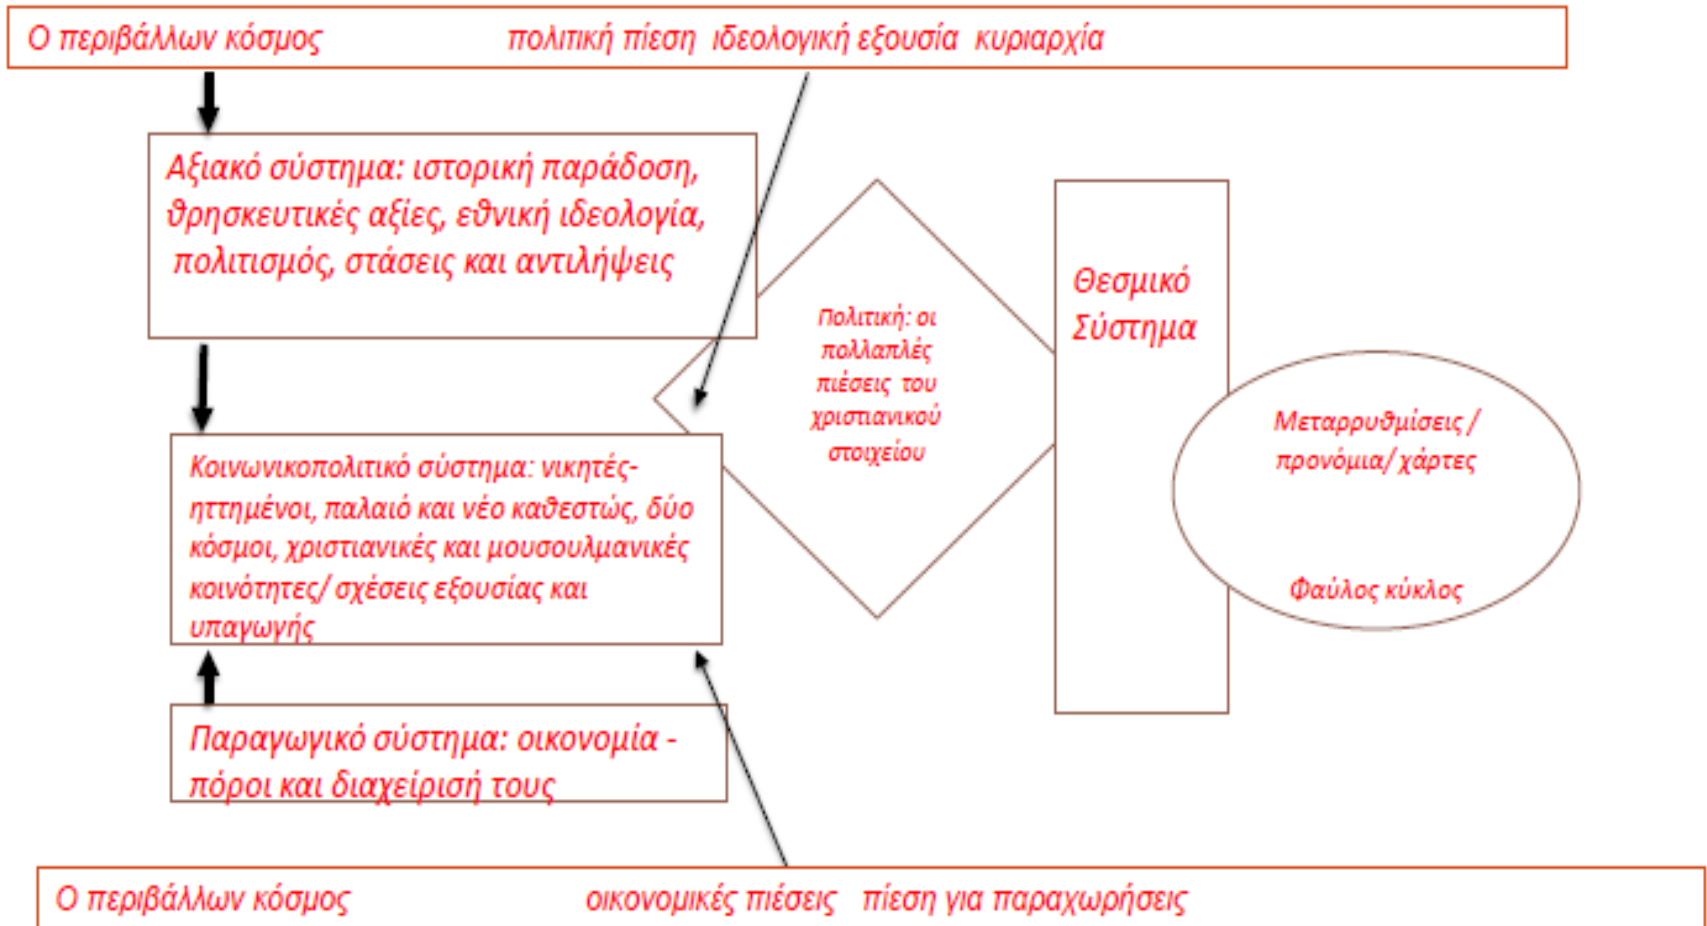 Ο περιβάλλων κόσμος πολιτική πίεση ιδεολογική εξουσία κυριαρχία
Αξιακό σύστημα: ιστορική παράδοση,
θρησκευτικές αξίες, εθνική ιδεολογία,
πολιτισμός, στάσεις και αντιλήψεις
Πολιτική: οι
πολλαπλές
πιέσεις του
χριστιανικού
στοιχείου
Θεσμικό
Σύστημα
Μεταρρυθμίσεις /
προνόμια/ χάρτες
Φαύλος κύκλος
Κοινωνικοπολιτικό σύστημα: νικητές-
ηττημένοι, παλαιό και νέο καθεστώς, δύο
κόσμοι, χριστιανικές και μουσουλμανικές
κοινότητες/ σχέσεις εξουσίας και
υπαγωγής
Παραγωγικό σύστημα: οικονομία -
πόροι και διαχείρισή τους
Ο περιβάλλων κόσμος οικονομικές πιέσεις πίεση για παραχωρήσεις